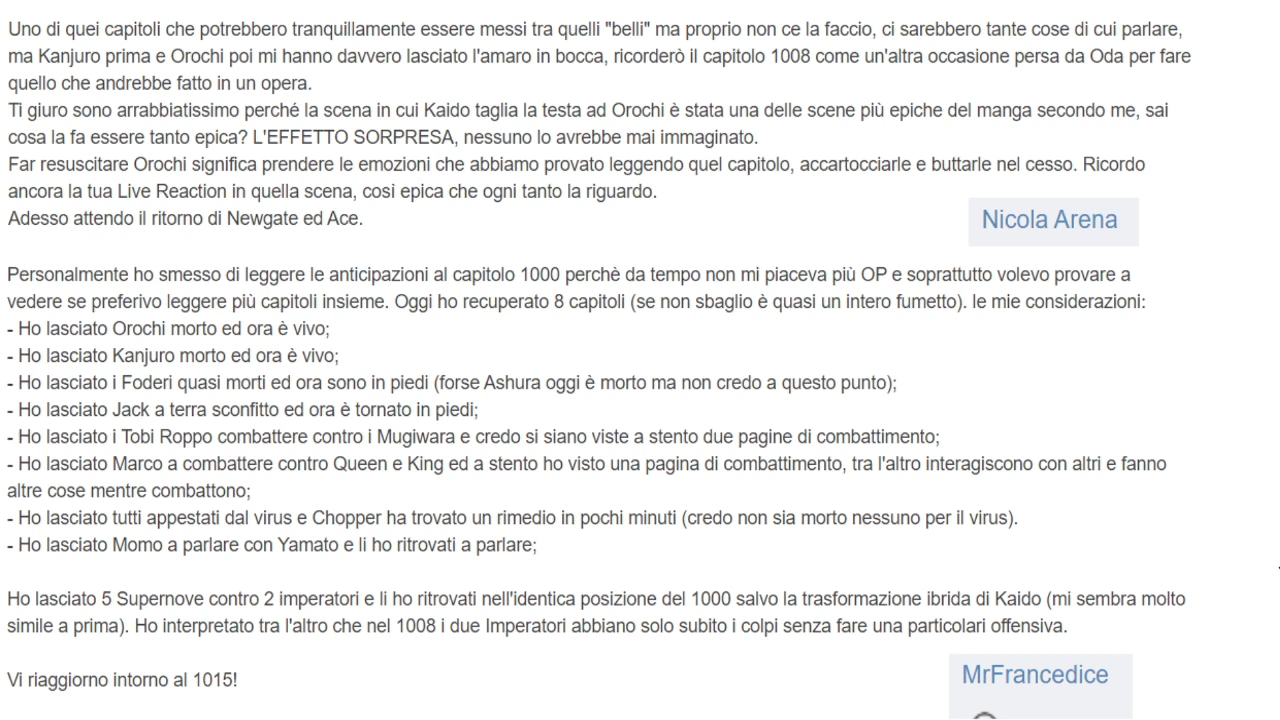 Uno di quei capitoli che potrebbero tranquillamente essere messi tra quelli "belli" ma proprio non ce la faccio, ci sarebbero tante cose di cui parlare,
ma Kanjuro prima e Orochi poi mi hanno davvero lasciato l'amaro in bocca, ricorderò il capitolo 1008 come un'altra occasione persa da Oda per fare
quello che andrebbe fatto in un opera.
Ti giuro sono arrabbiatissimo perché la scena in cui Kaido taglia la testa ad Orochi è stata una delle scene più epiche del manga secondo me, sai
cosa la fa essere tanto epica? L'EFFETTO SORPRESA, nessuno lo avrebbe mai immaginato.
Far resuscitare Orochi significa prendere le emozioni che abbiamo provato leggendo quel capitolo, accartocciarle e buttarle nel cesso. Ricordo
ancora la tua Live Reaction in quella scena, così epica che ogni tanto la riguardo.
Adesso attendo il ritorno di Newgate ed Ace.
Nicola Arena
Personalmente ho smesso di leggere le anticipazioni al capitolo 1000 perchè da tempo non mi piaceva più OP e soprattutto volevo provare a
vedere se preferivo leggere più capitoli insieme. Oggi ho recuperato 8 capitoli (se non sbaglio è quasi un intero fumetto). le mie considerazioni:
- Ho lasciato Orochi morto ed ora è vivo;
- Ho lasciato Kanjuro morto ed ora è vivo;
- Ho lasciato i Foderi quasi morti ed ora sono in piedi (forse Ashura oggi è morto ma non credo a questo punto);
- Ho lasciato Jack a terra sconfitto ed ora è tornato in piedi;
- Ho lasciato i Tobi Roppo combattere contro i Mugiwara e credo si siano viste a stento due pagine di combattimento;
- Ho lasciato Marco a combattere contro Queen e King ed a stento ho visto una pagina di combattimento, tra l'altro interagiscono con altri e fanno
altre cose mentre combattono;
- Ho lasciato tutti appestati dal virus e Chopper ha trovato un rimedio in pochi minuti (credo non sia morto nessuno per il virus).
- Ho lasciato Momo a parlare con Yamato e li ho ritrovati a parlare;
Ho lasciato 5 Supernove contro 2 imperatori e li ho ritrovati nell'identica posizione del 1000 salvo la trasformazione ibrida di Kaido (mi sembra molto
simile a prima). Ho interpretato tra l'altro che nel 1008 i due Imperatori abbiano solo subito i colpi senza fare una particolari offensiva.
Vi riaggiorno intorno al 1015!
MrFrancedice